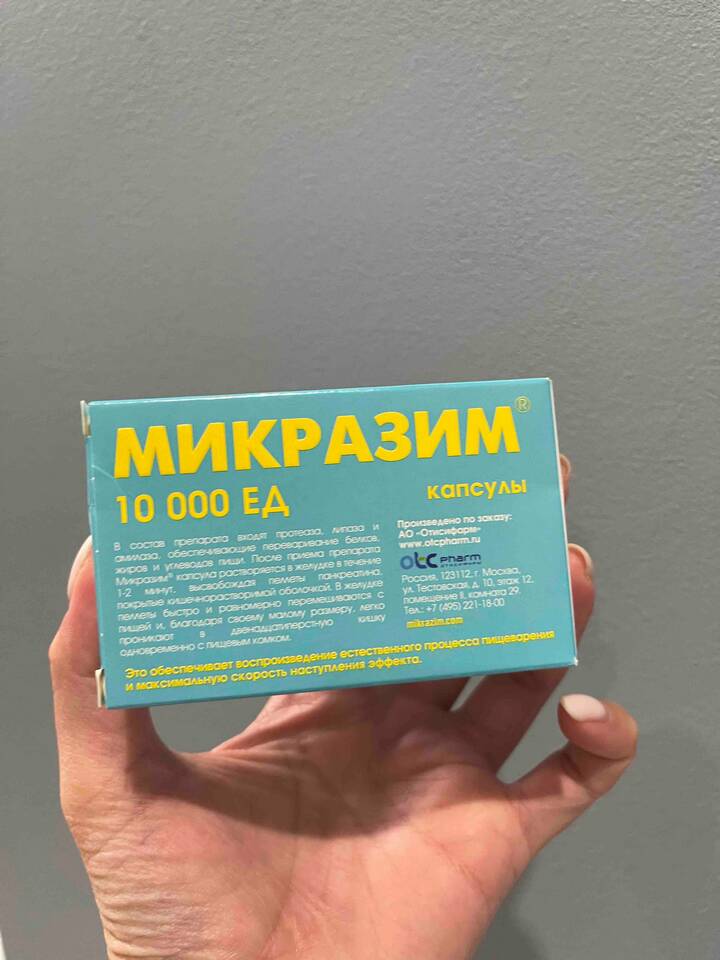 МИКРАЗИМ®
10 000 ЕД
капсулы
В состав препарата входят протеаза, липаза и
амилаза, обеспечивающие переваривание белков,
жиров и углеводов пищи. После приема препарата
Микразим® капсула растворяется в желудке в течение
1-2 минут, высвобождая пеллеты панкреатина,
покрытые кишечнорастворимой оболочкой. В желудке
пеллеты быстро и равномерно перемешиваются с
пищей и, благодаря своему малому размеру, легко
проникают в двенадцатиперстную кишку
одновременно с пищевым комком.
Произведено по заказу:
АО «Отисифарм»
www.otcpharm.ru
otc pharm
ОТИСИФАРМ
Россия, 123112, г. Москва,
ул. Тестовская, д. 10, этаж 12,
помещение II, комната 29.
Тел.: +7 (495) 221-18-00
mikrazim.com
Это обеспечивает воспроизведение естественного процесса пищеварения
и максимальную скорость наступления эффекта.